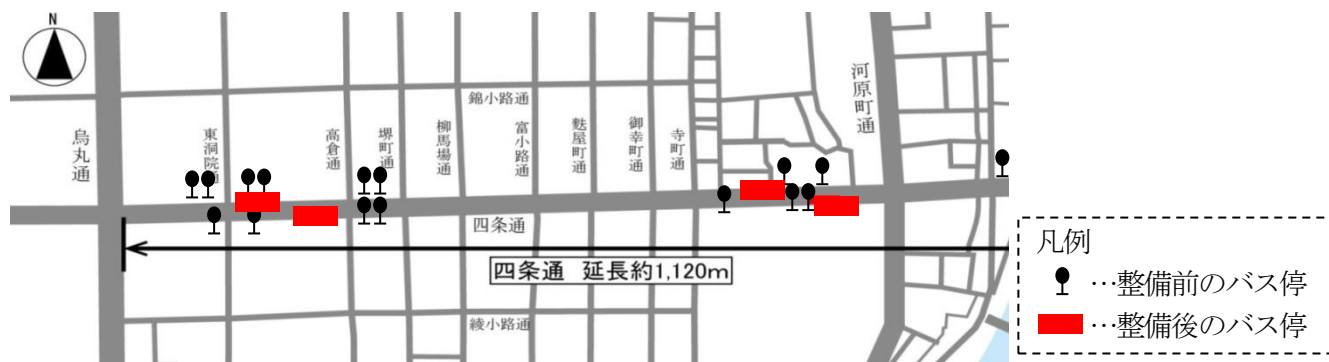 N
錦小路通
烏丸通
東洞院通
高倉通
堺町通
柳馬場通
富小路通
麩屋町通
御幸町通
寺町通
河原町通
四条通
四条通 延長約1,120m
綾小路通
凡例
…整備前のバス停
…整備後のバス停